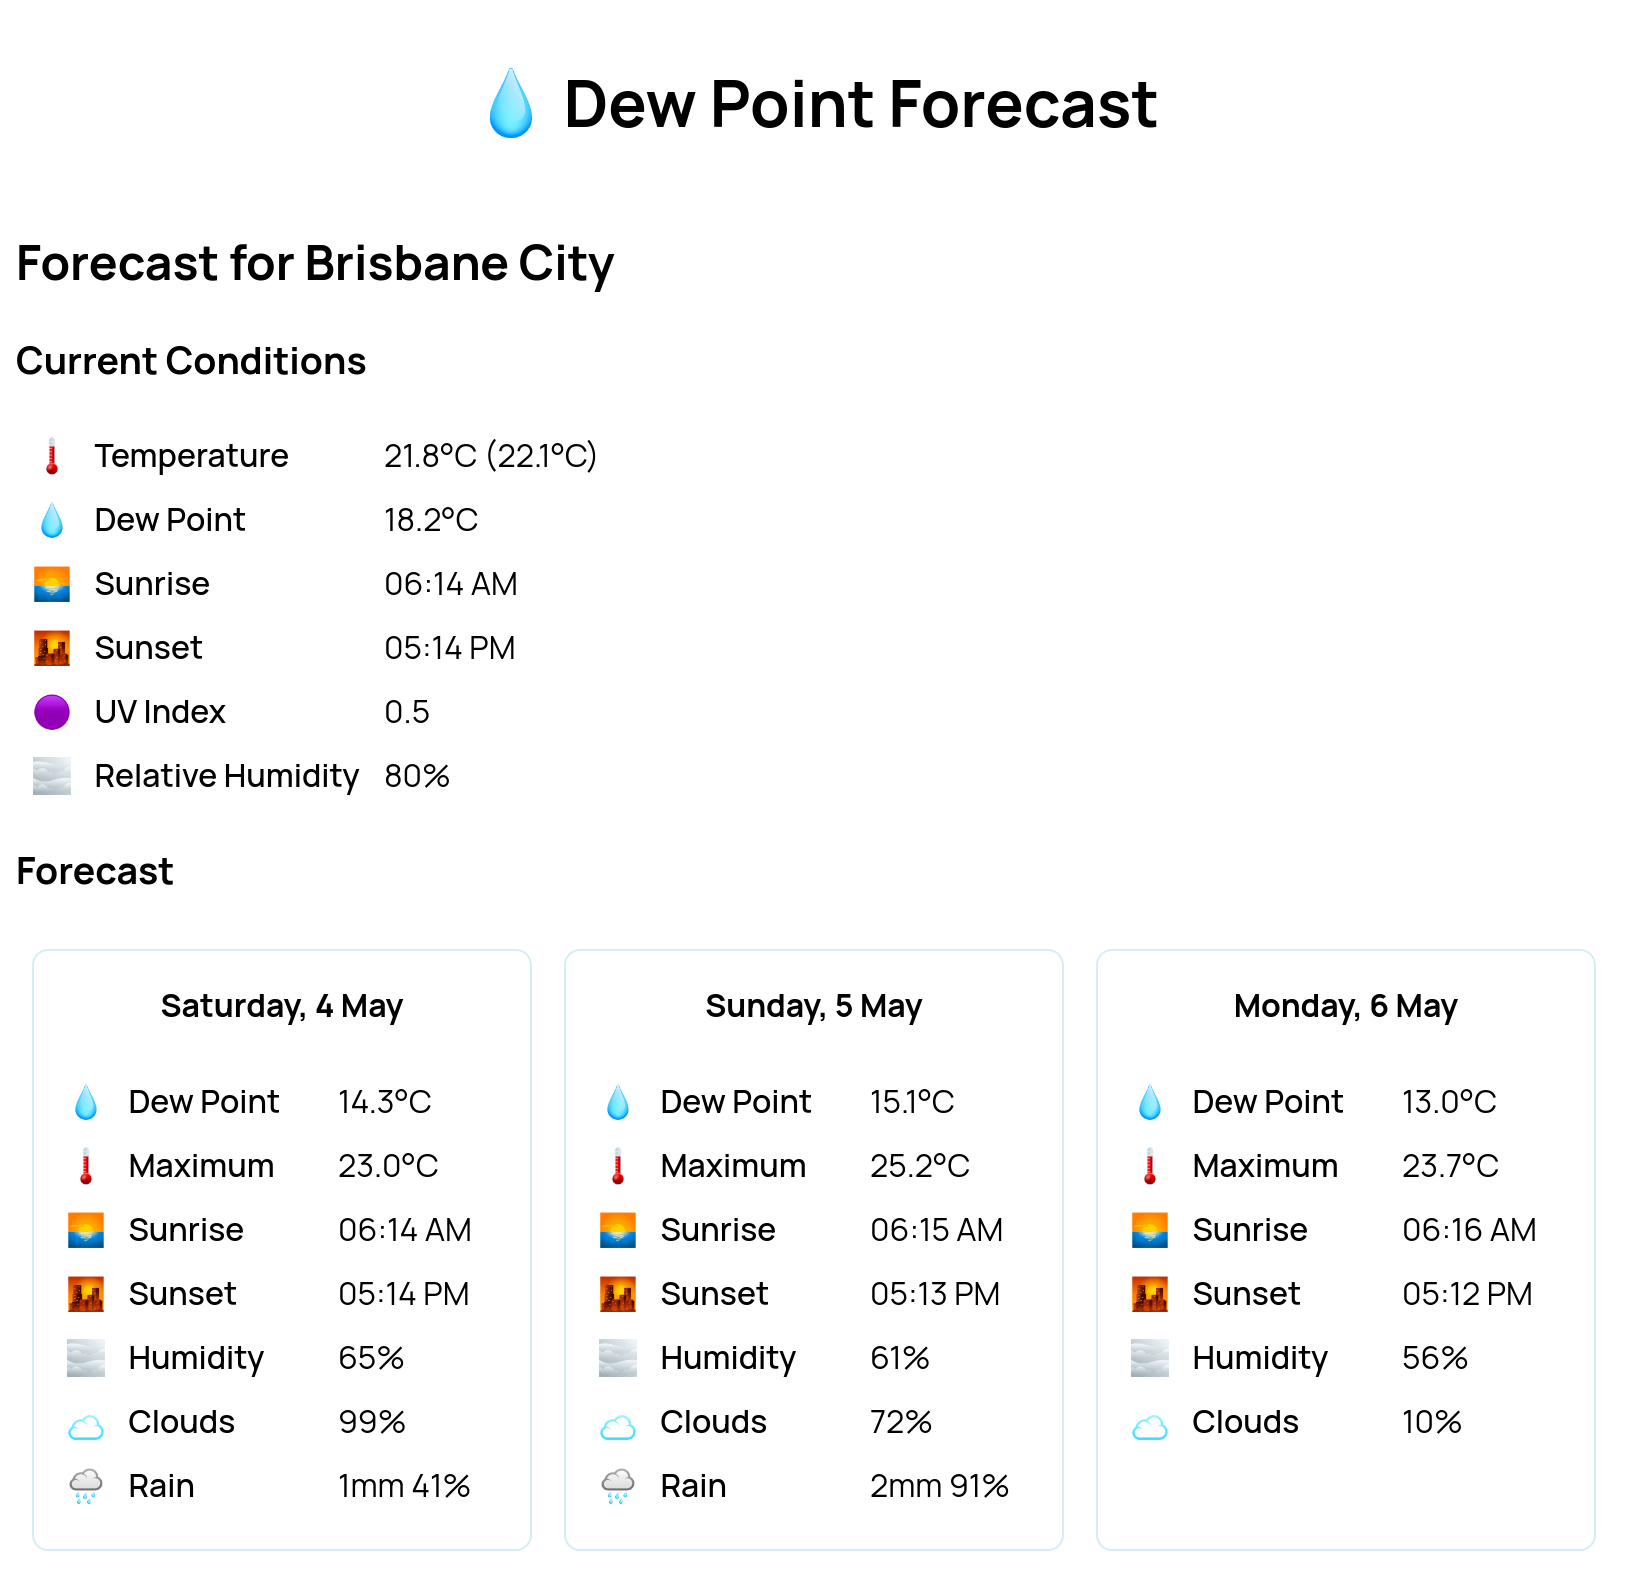 Dew Point Forecast
Forecast for Brisbane City
Current Conditions
Temperature 21.8°C (22.1°C)
Dew Point 18.2°C
Sunrise 06:14 AM
Sunset 05:14 PM
UV Index 0.5
Relative Humidity 80%
Forecast
Saturday, 4 May
Dew Point 14.3°C
Maximum 23.0°C
Sunrise 06:14 AM
Sunset 05:14 PM
Humidity 65%
Clouds 99%
Rain 1mm 41%
Sunday, 5 May
Dew Point 15.1°C
Maximum 25.2°C
Sunrise 06:15 AM
Sunset 05:13 PM
Humidity 61%
Clouds 72%
Rain 2mm 91%
Monday, 6 May
Dew Point 13.0°C
Maximum 23.7°C
Sunrise 06:16 AM
Sunset 05:12 PM
Humidity 56%
Clouds 10%